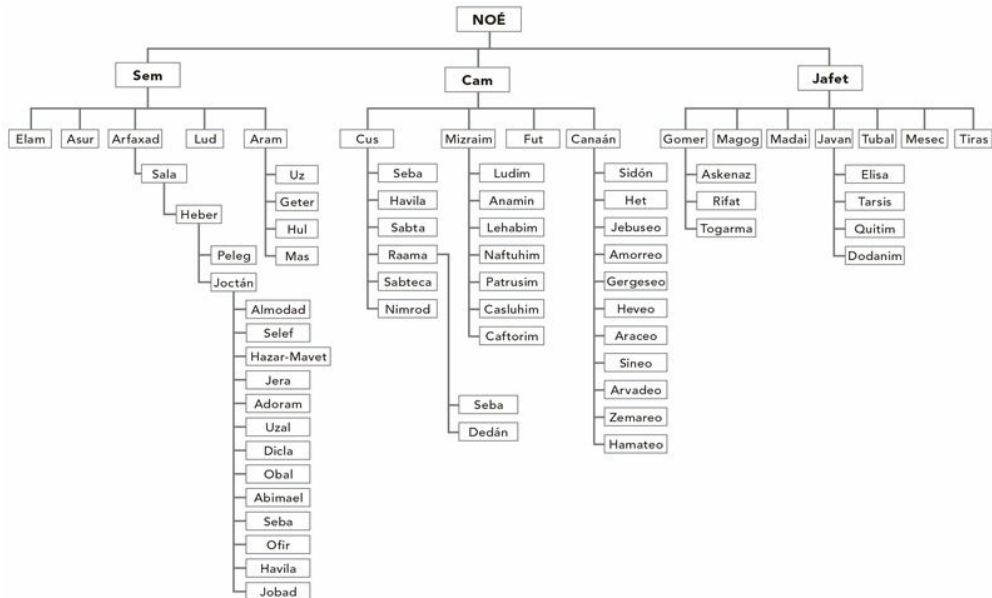 NOÉ
Sem
Cam
Jafet
Elam
Asur
Arfaxad
Lud
Aram
Cus
Mizraim
Fut
Canaán
Gomer
Magog
Madai
Javan
Tubal
Mesec
Tiras
Sala
Heber
Peleg
Joctán
Almodad
Selef
Hazar-Mavet
Jera
Adoram
Uzal
Dicla
Obal
Abimael
Seba
Ofir
Havila
Jobad
Uz
Geter
Hul
Mas
Seba
Havila
Sabta
Raama
Sabteca
Nimrod
Seba
Dedán
Ludim
Anamin
Lehabim
Naftuhim
Patrusim
Casluhim
Caftorim
Sidón
Het
Jebuseo
Amorreo
Gergeseo
Heveo
Araceo
Sineo
Arvadeo
Zemareo
Hamateo
Askenaz
Rifat
Togarma
Elisa
Tarsis
Quitim
Dodanim